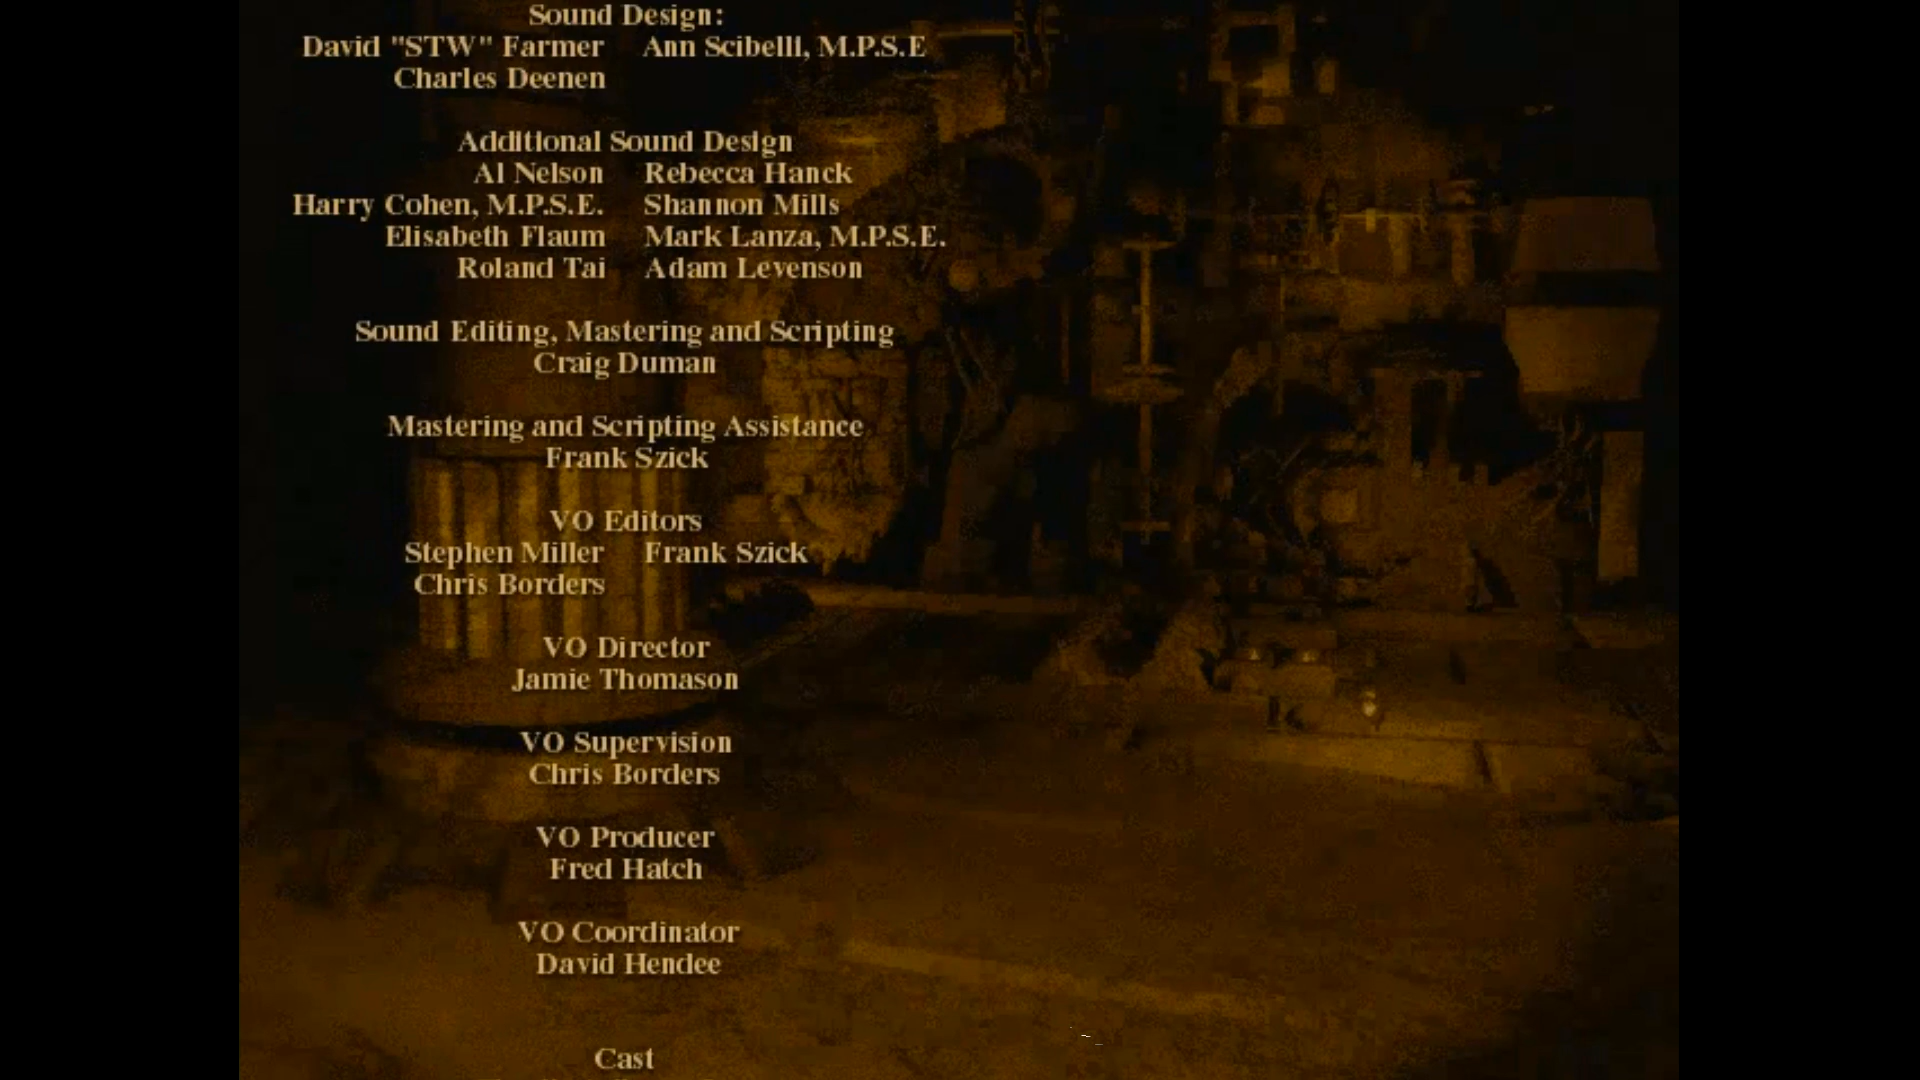 Sound Design:
David "STW" Farmer Ann Scibelli, M.P.S.E
Charles Deenen
Additional Sound Design
Al Nelson Rebecca Hanck
Harry Cohen, M.P.S.E. Shannon Mills
Elisabeth Flaum Mark Lanza, M.P.S.E.
Roland Tai Adam Levenson
Sound Editing, Mastering and Scripting
Craig Duman
Mastering and Scripting Assistance
Frank Szick
VO Editors
Stephen Miller Frank Szick
Chris Borders
VO Director
Jamie Thomason
VO Supervision
Chris Borders
VO Producer
Fred Hatch
VO Coordinator
David Hendee
Cast